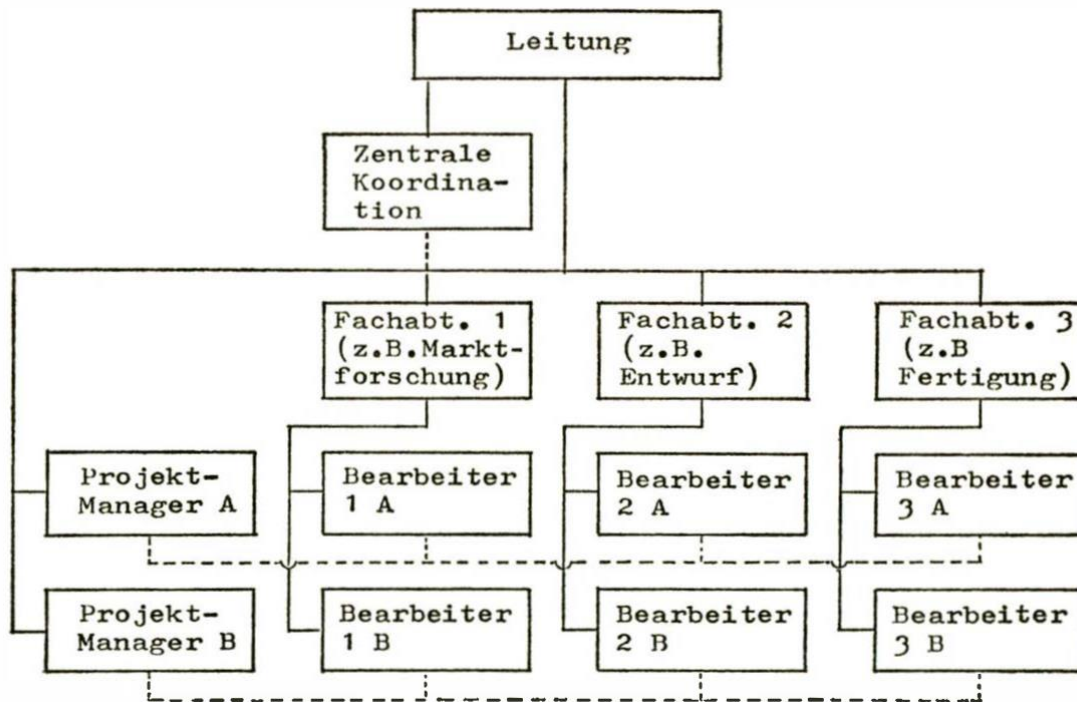 Leitung
Zentrale
Koordina-
tion
Fachabt. 1
(z.B.Markt-
forschung)
Fachabt. 2
(z.B.
Entwurf)
Fachabt. 3
(z.B
Fertigung)
Projekt-
Manager A
Bearbeiter
1 A
Bearbeiter
2 A
Bearbeiter
3 A
Projekt-
Manager B
Bearbeiter
1 B
Bearbeiter
2 B
Bearbeiter
3 B